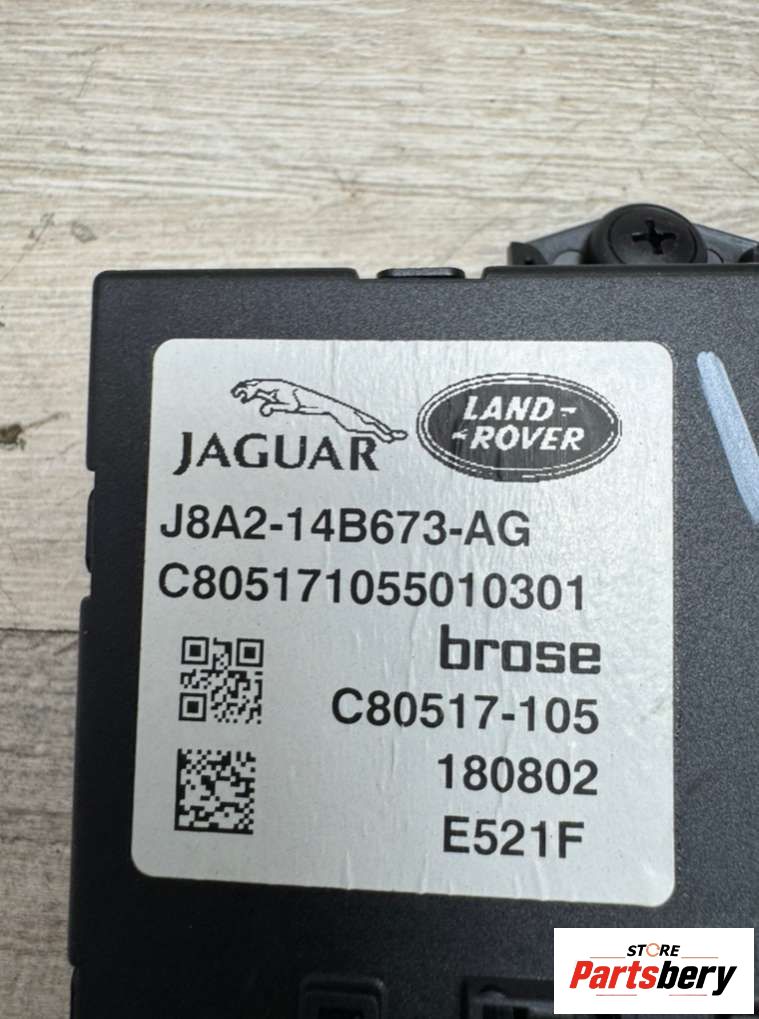 JAGUAR
LAND-
-ROVER
J8A2-14B673-AG
C805171055010301
brose
C80517-105
180802
E521F
STORE
Partsbery